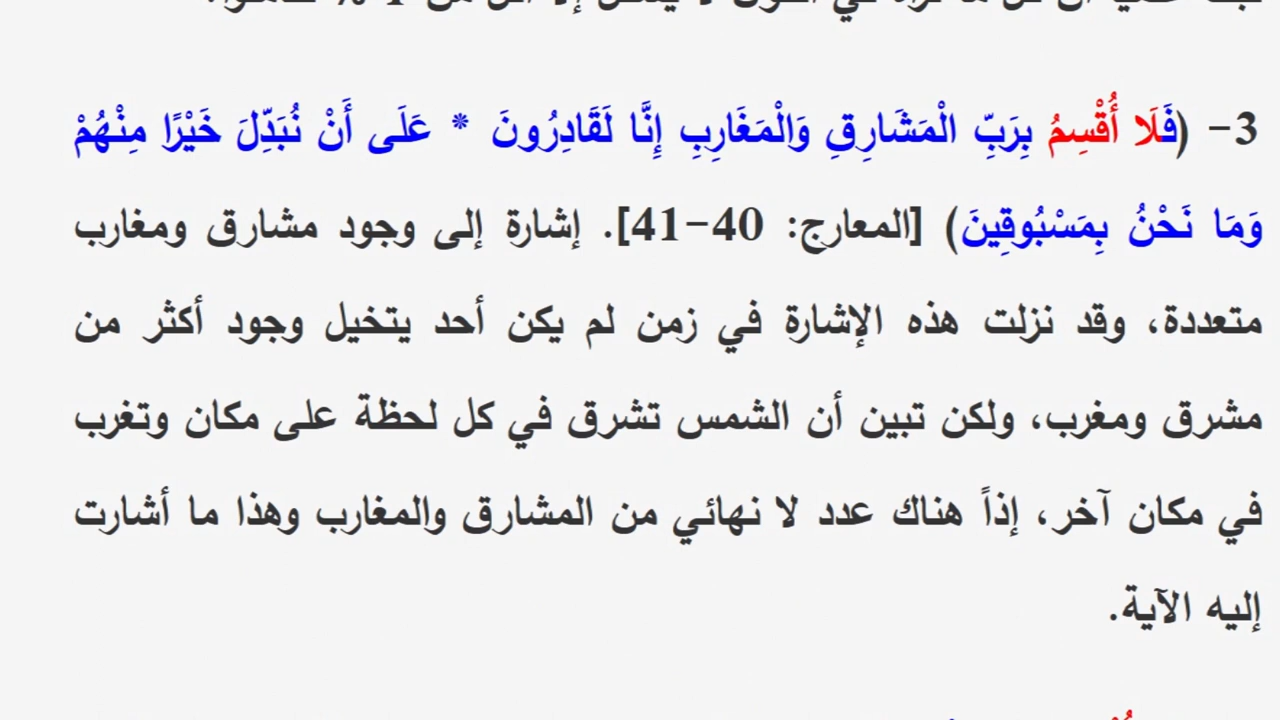 3- (فَلَا أُقْسِمُ بِرَبِّ الْمَشَارِقِ وَالْمَغَارِبِ إِنَّا لَقَادِرُونَ * عَلَى أَنْ نُبَدِّلَ خَيْرًا مِنْهُمْ
وَمَا نَحْنُ بِمَسْبُوقِينَ) [المعارج: 40-41]. إشارة إلى وجود مشارق ومغارب
متعددة، وقد نزلت هذه الإشارة في زمن لم يكن أحد يتخيل وجود أكثر من
مشرق ومغرب، ولكن تبين أن الشمس تشرق في كل لحظة على مكان وتغرب
في مكان آخر، إذاً هناك عدد لا نهائي من المشارق والمغارب وهذا ما أشارت
إليه الآية.